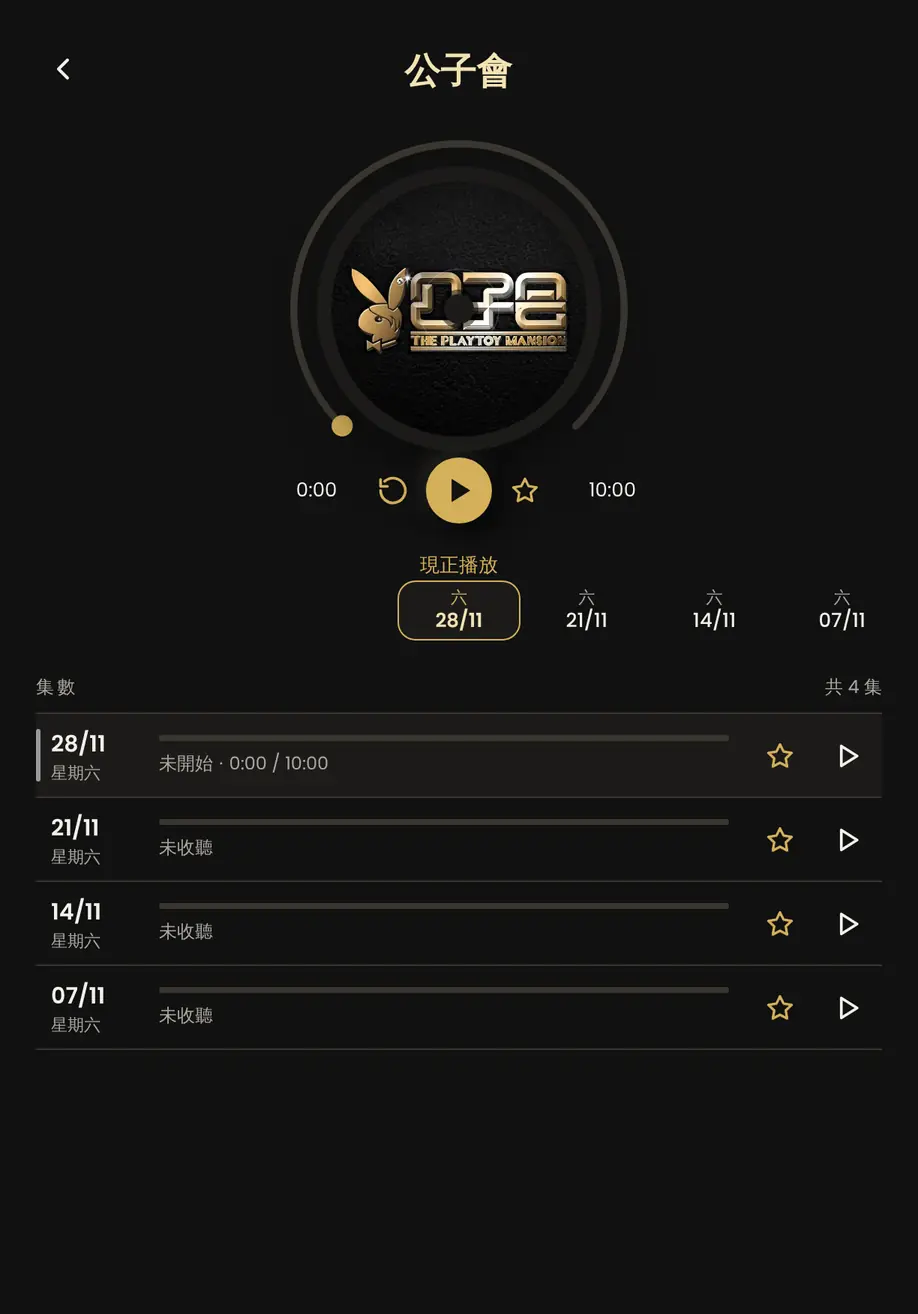 公子會
THE PLAYTOY MANSION
0:00
10:00
現正播放
六 六 六 六
28/11 21/11 14/11 07/11
集數 共 4 集
28/11
星期六
未開始 · 0:00 / 10:00
21/11
星期六
未收聽
14/11
星期六
未收聽
07/11
星期六
未收聽